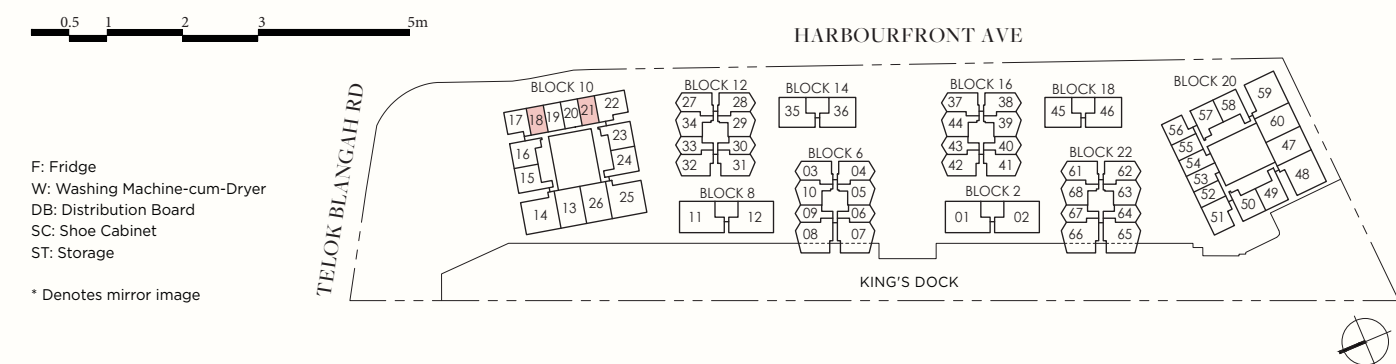 0.5 1 2 3 5m
HARBOURFRONT AVE
TELOK BLANGAH RD
F: Fridge
W: Washing Machine-cum-Dryer
DB: Distribution Board
SC: Shoe Cabinet
ST: Storage
* Denotes mirror image
BLOCK 10
17 18 19 20 21 22
16 23
15 24
14 13 26 25
BLOCK 12
27 28
34 29
33 30
32 31
BLOCK 14
35 36
BLOCK 8
11 12
BLOCK 6
03 04
10 05
09 06
08 07
BLOCK 16
37 38
44 39
43 40
42 41
BLOCK 18
45 46
BLOCK 2
01 02
BLOCK 22
61 62
68 63
67 64
66 65
BLOCK 20
56 57 58 59
55 60
54 47
53 48
52 49
51 50
KING'S DOCK